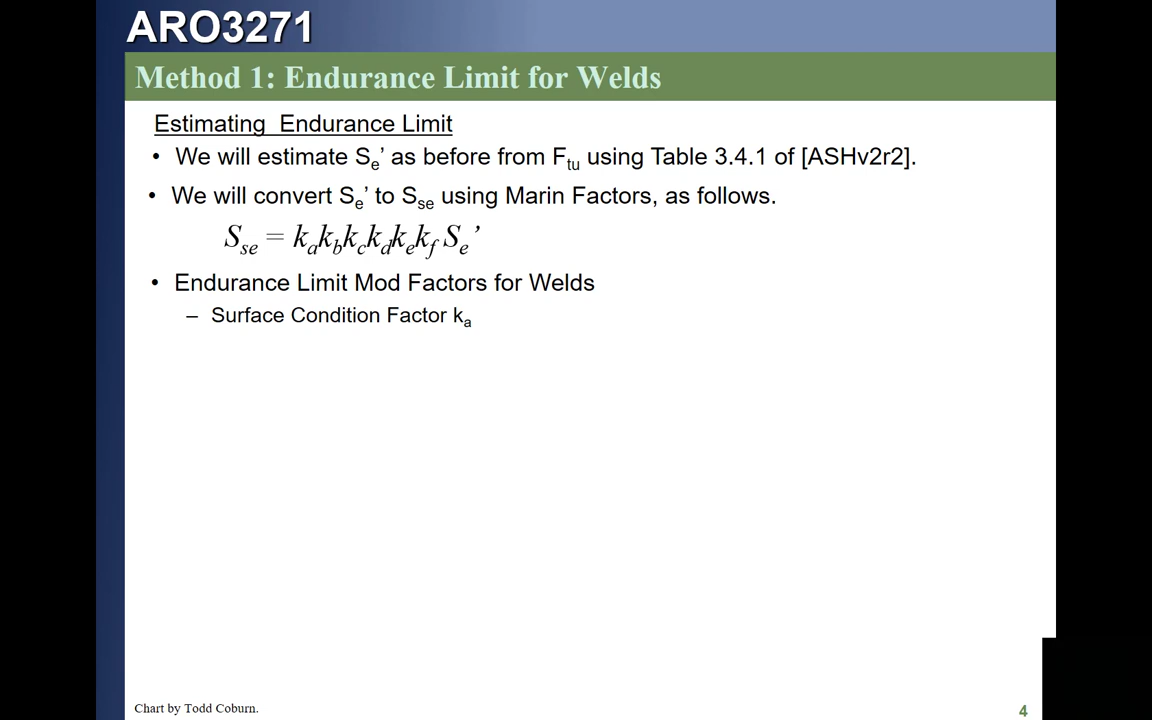 ARO3271
Method 1: Endurance Limit for Welds
Estimating Endurance Limit
• We will estimate Se’ as before from Ftu using Table 3.4.1 of [ASHv2r2].
• We will convert Se’ to Sse using Marin Factors, as follows.
Sse = kakbkckdkekf Se’
• Endurance Limit Mod Factors for Welds
– Surface Condition Factor ka
Chart by Todd Coburn.
4